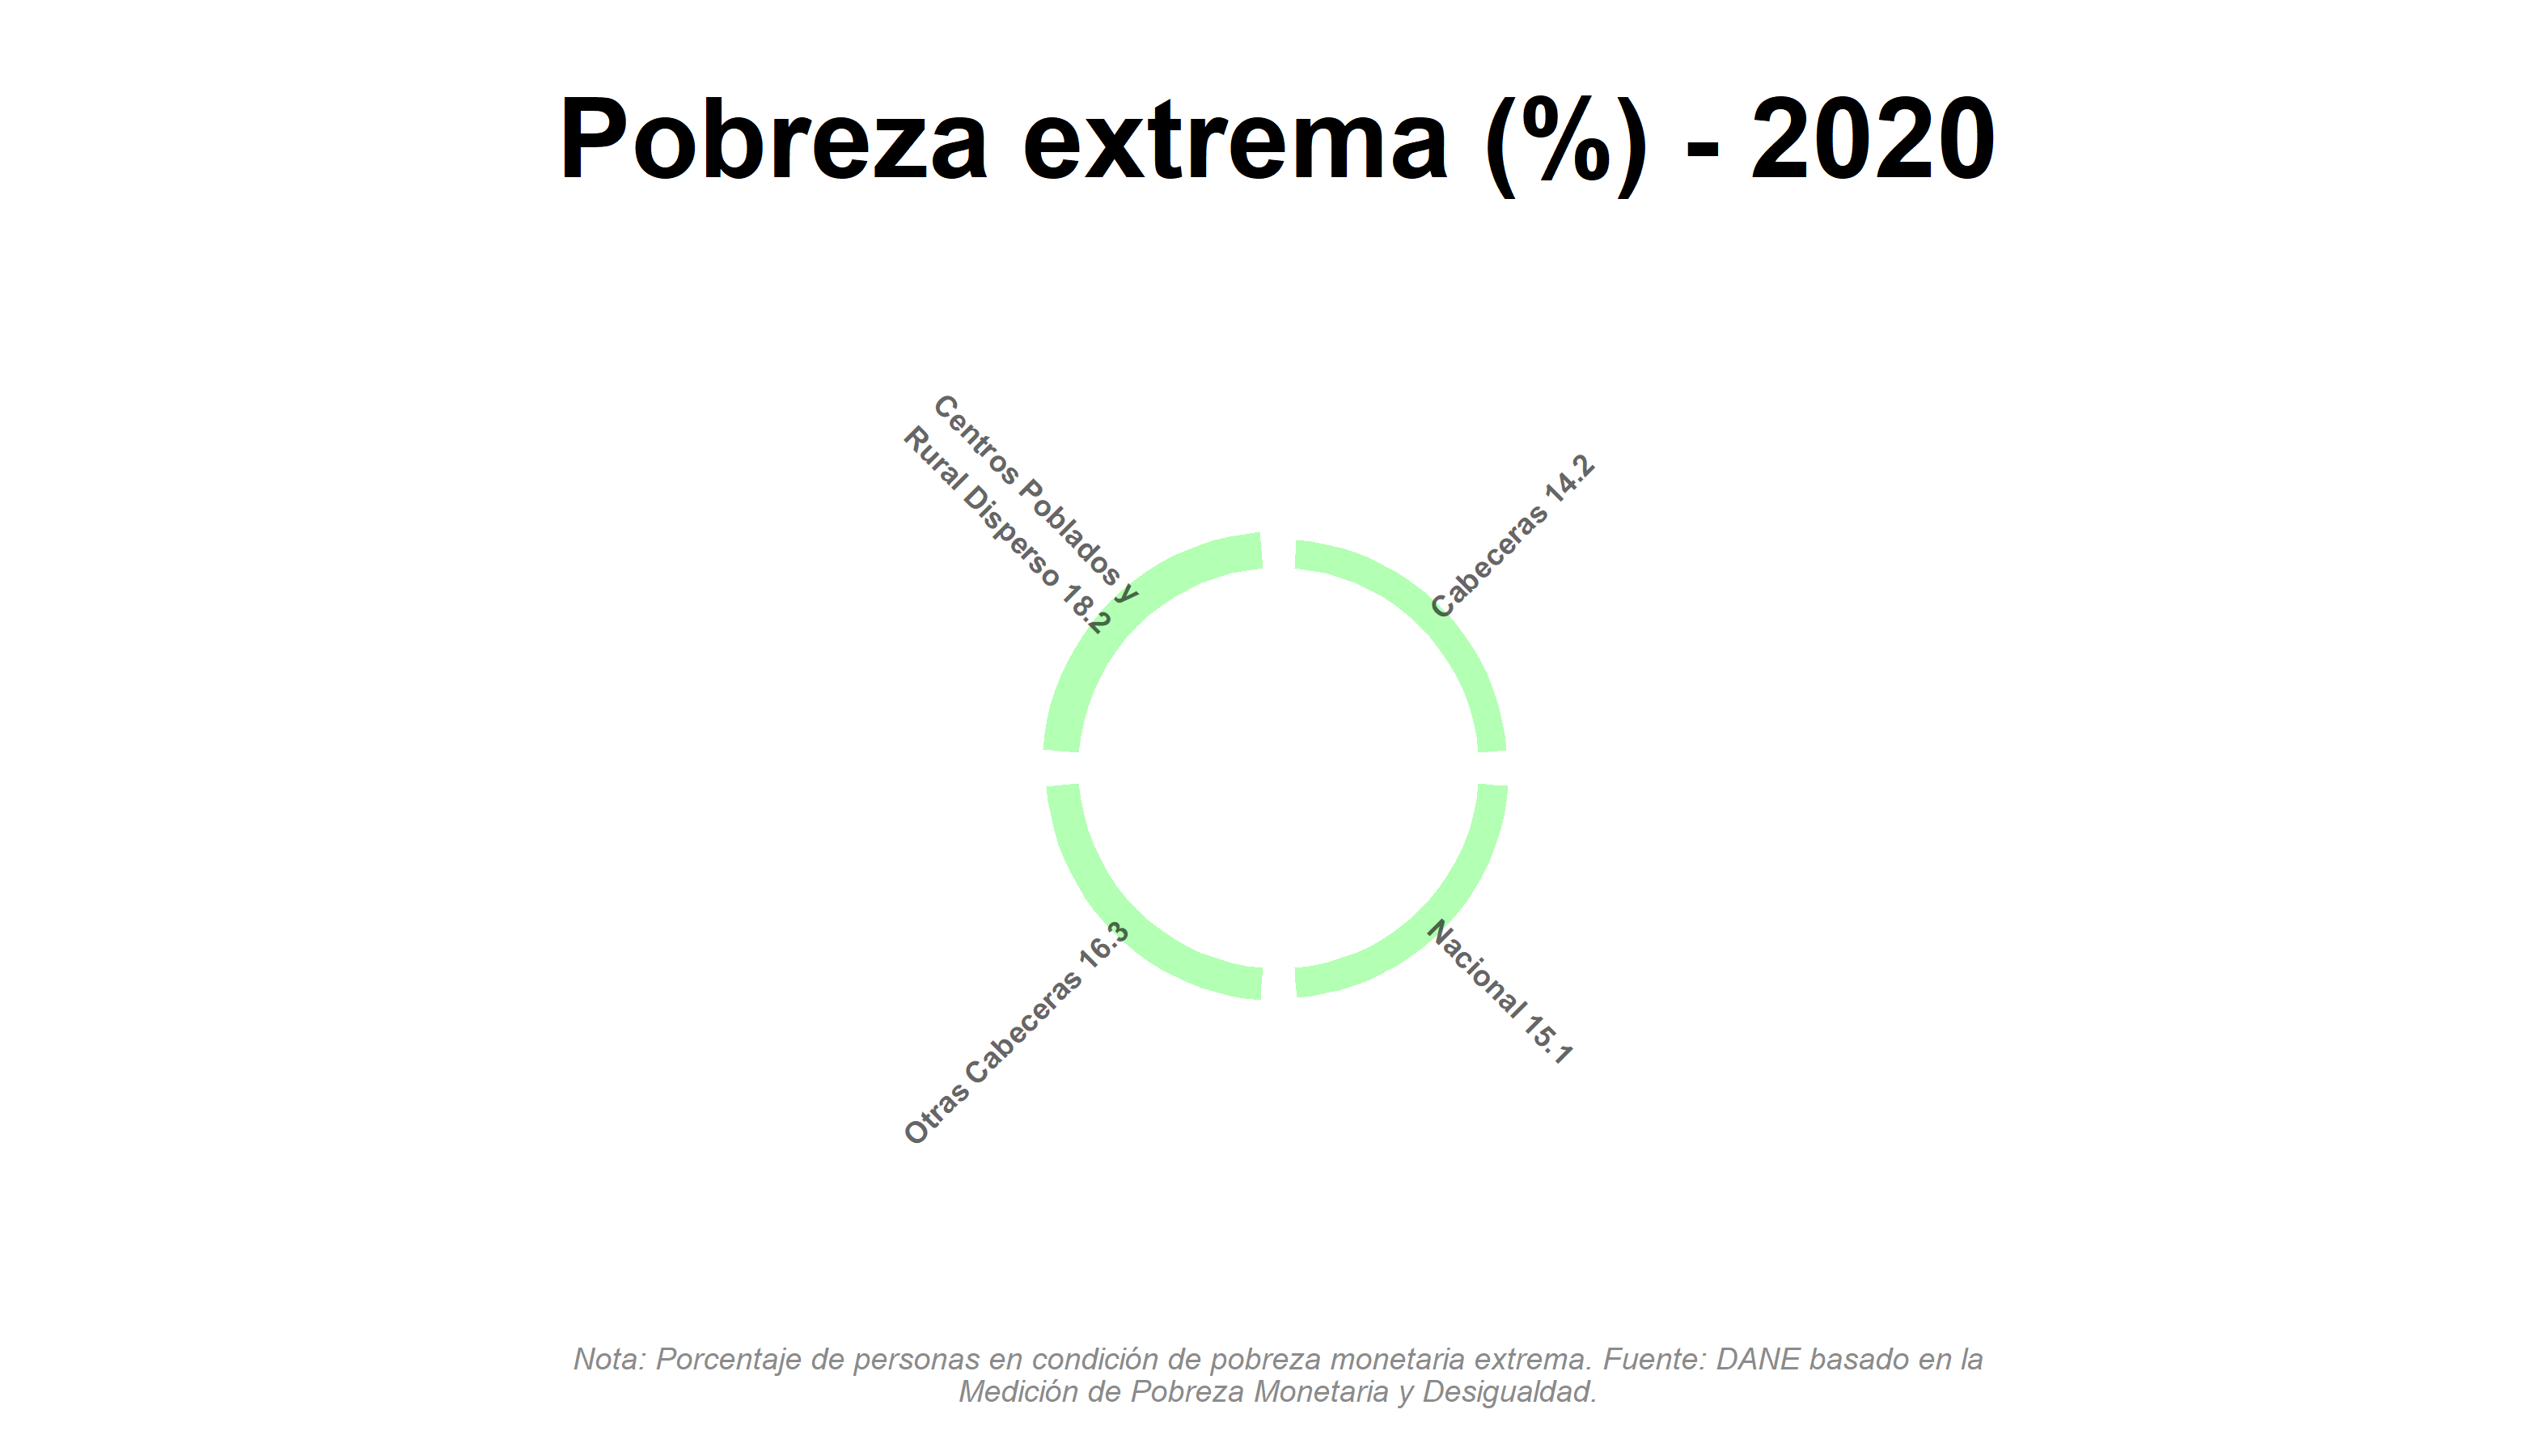 Pobreza extrema (%) - 2020
Centros Poblados y
Rural Disperso 18.2
Cabeceras 14.2
Otras Cabeceras 16.3
Nacional 15.1
Nota: Porcentaje de personas en condición de pobreza monetaria extrema. Fuente: DANE basado en la
Medición de Pobreza Monetaria y Desigualdad.